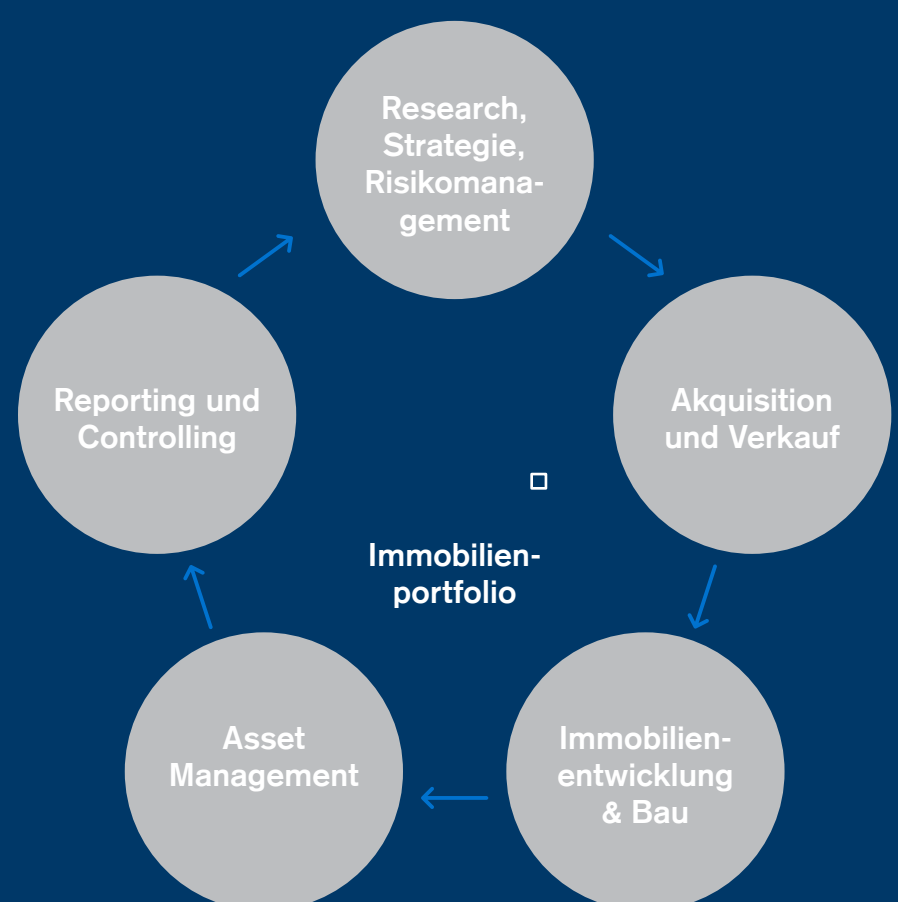 Research,
Strategie,
Risikomana-
gement
Akquisition
und Verkauf
Immobilien-
entwicklung
& Bau
Asset
Management
Reporting und
Controlling
Immobilien-
portfolio